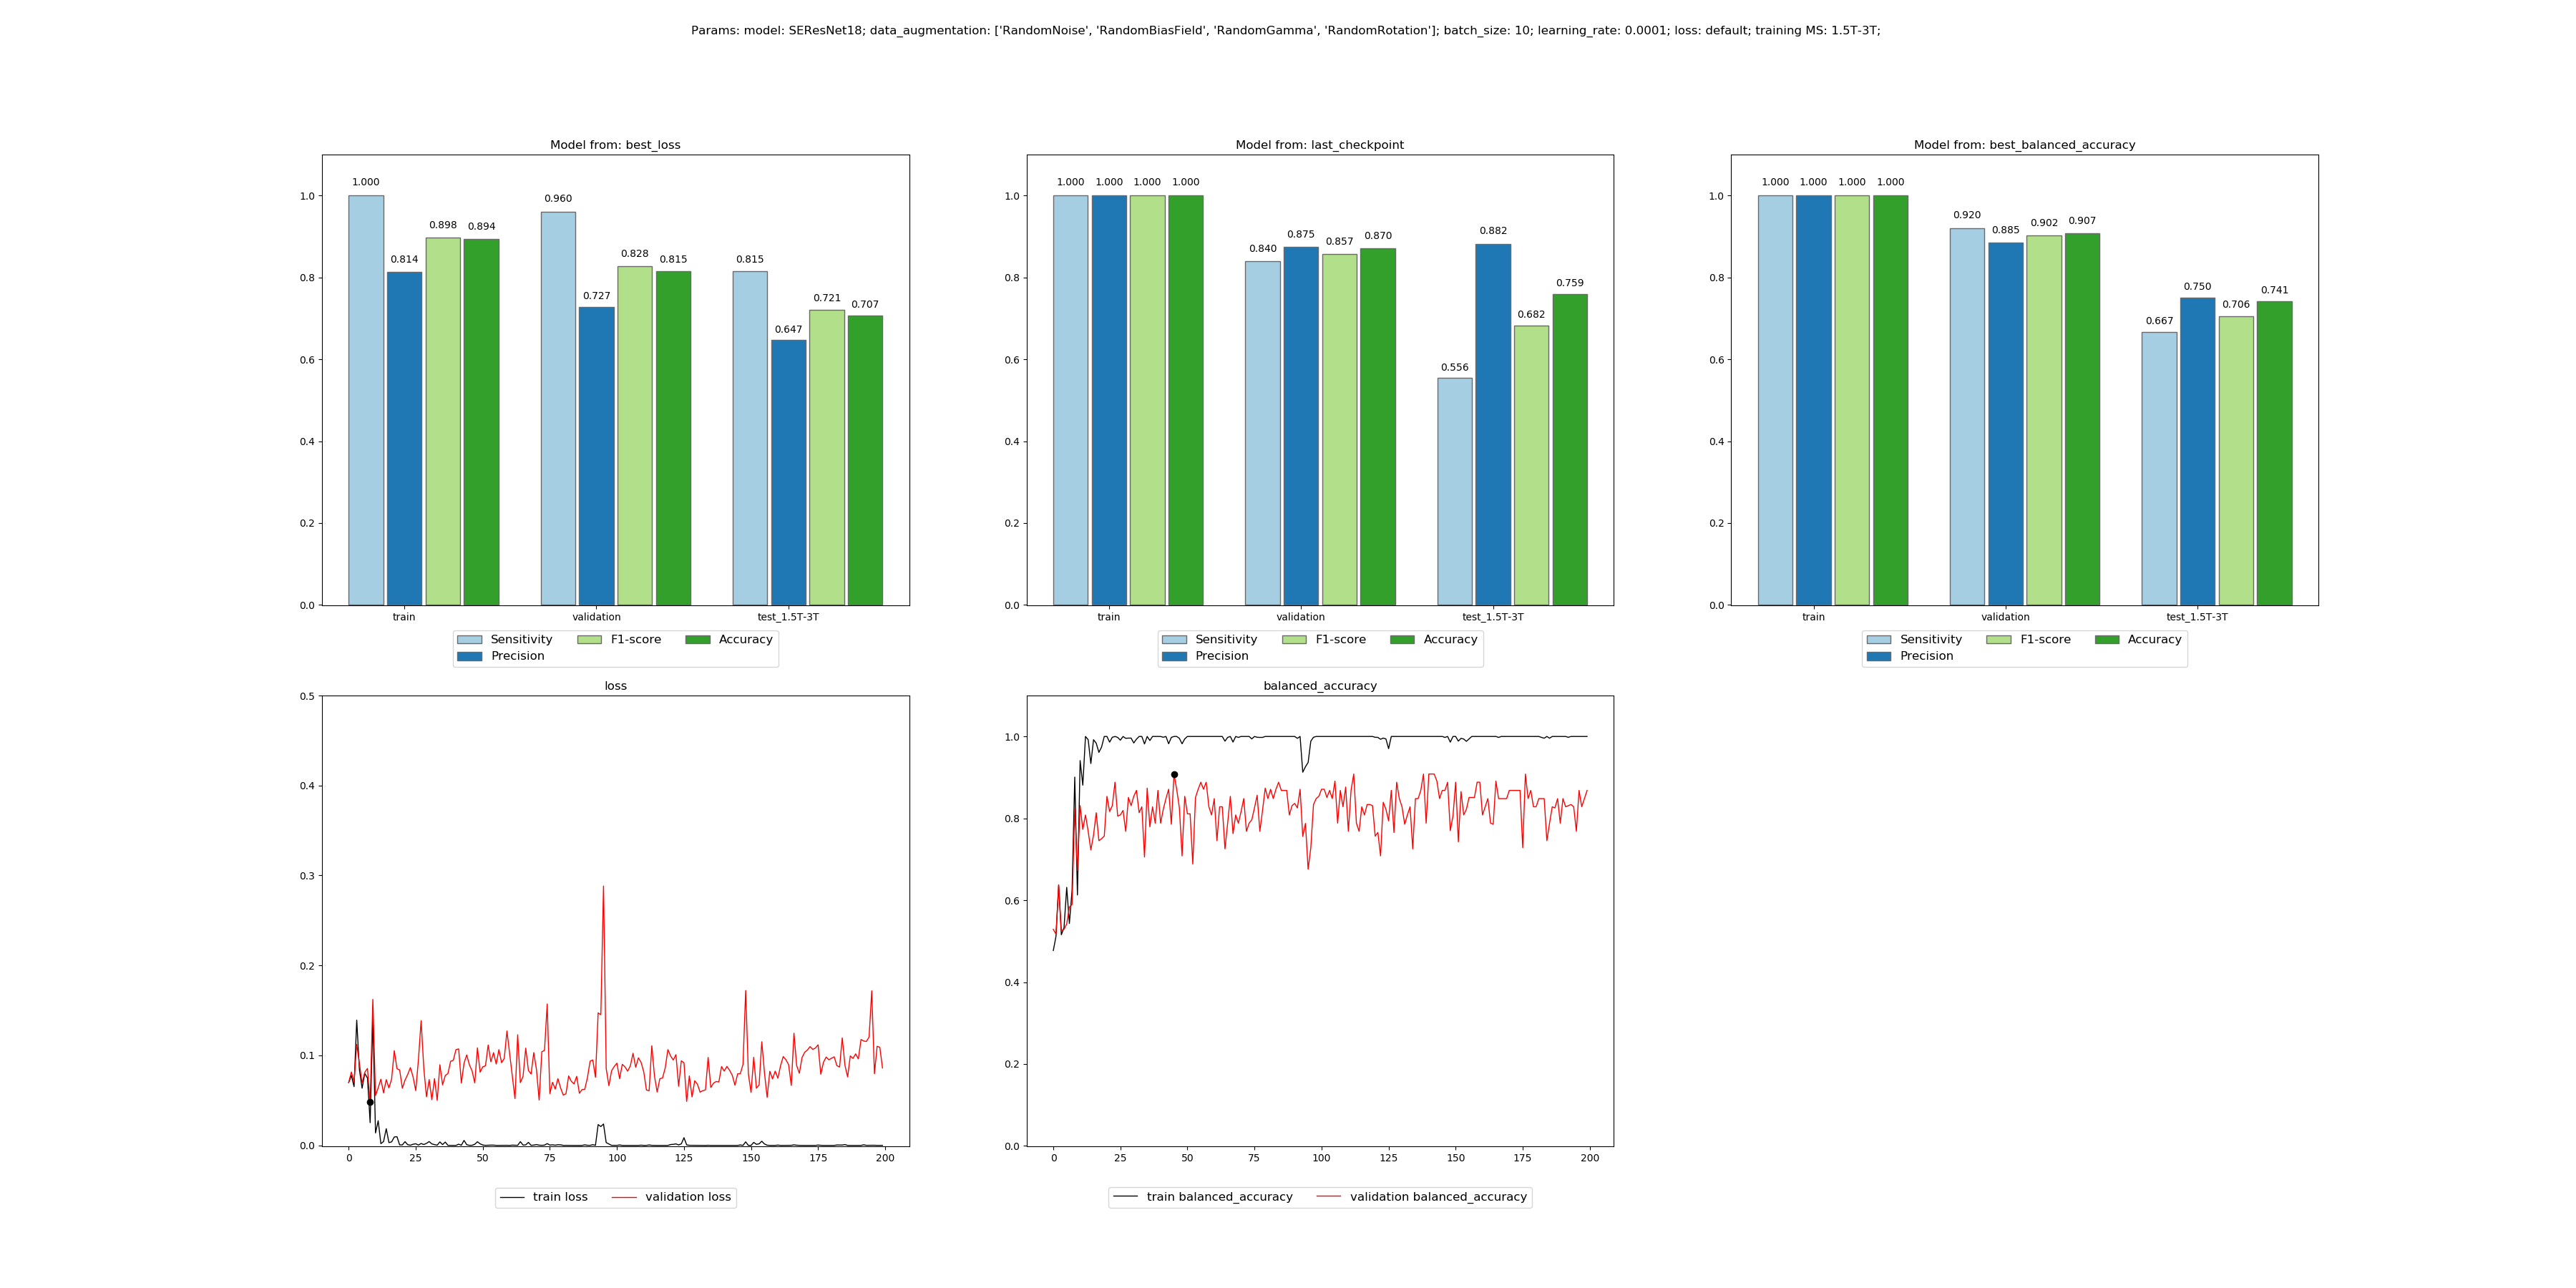 Params: model: SEResNet18; data_augmentation: ['RandomNoise', 'RandomBiasField', 'RandomGamma', 'RandomRotation']; batch_size: 10; learning_rate: 0.0001; loss: default; training MS: 1.5T-3T;
Model from: best_loss
1.0
0.8
0.6
0.4
0.2
0.0
1.000
0.814
0.898
0.894
0.960
0.727
0.828
0.815
0.815
0.647
0.721
0.707
train
validation
test_1.5T-3T
Sensitivity
F1-score
Accuracy
Precision
Model from: last_checkpoint
1.0
0.8
0.6
0.4
0.2
0.0
1.000
1.000
1.000
1.000
0.840
0.875
0.857
0.870
0.556
0.882
0.682
0.759
train
validation
test_1.5T-3T
Sensitivity
F1-score
Accuracy
Precision
Model from: best_balanced_accuracy
1.0
0.8
0.6
0.4
0.2
0.0
1.000
1.000
1.000
1.000
0.920
0.885
0.902
0.907
0.667
0.750
0.706
0.741
train
validation
test_1.5T-3T
Sensitivity
F1-score
Accuracy
Precision
loss
0.5
0.4
0.3
0.2
0.1
0.0
0
25
50
75
100
125
150
175
200
train loss
validation loss
balanced_accuracy
1.0
0.8
0.6
0.4
0.2
0.0
0
25
50
75
100
125
150
175
200
train balanced_accuracy
validation balanced_accuracy